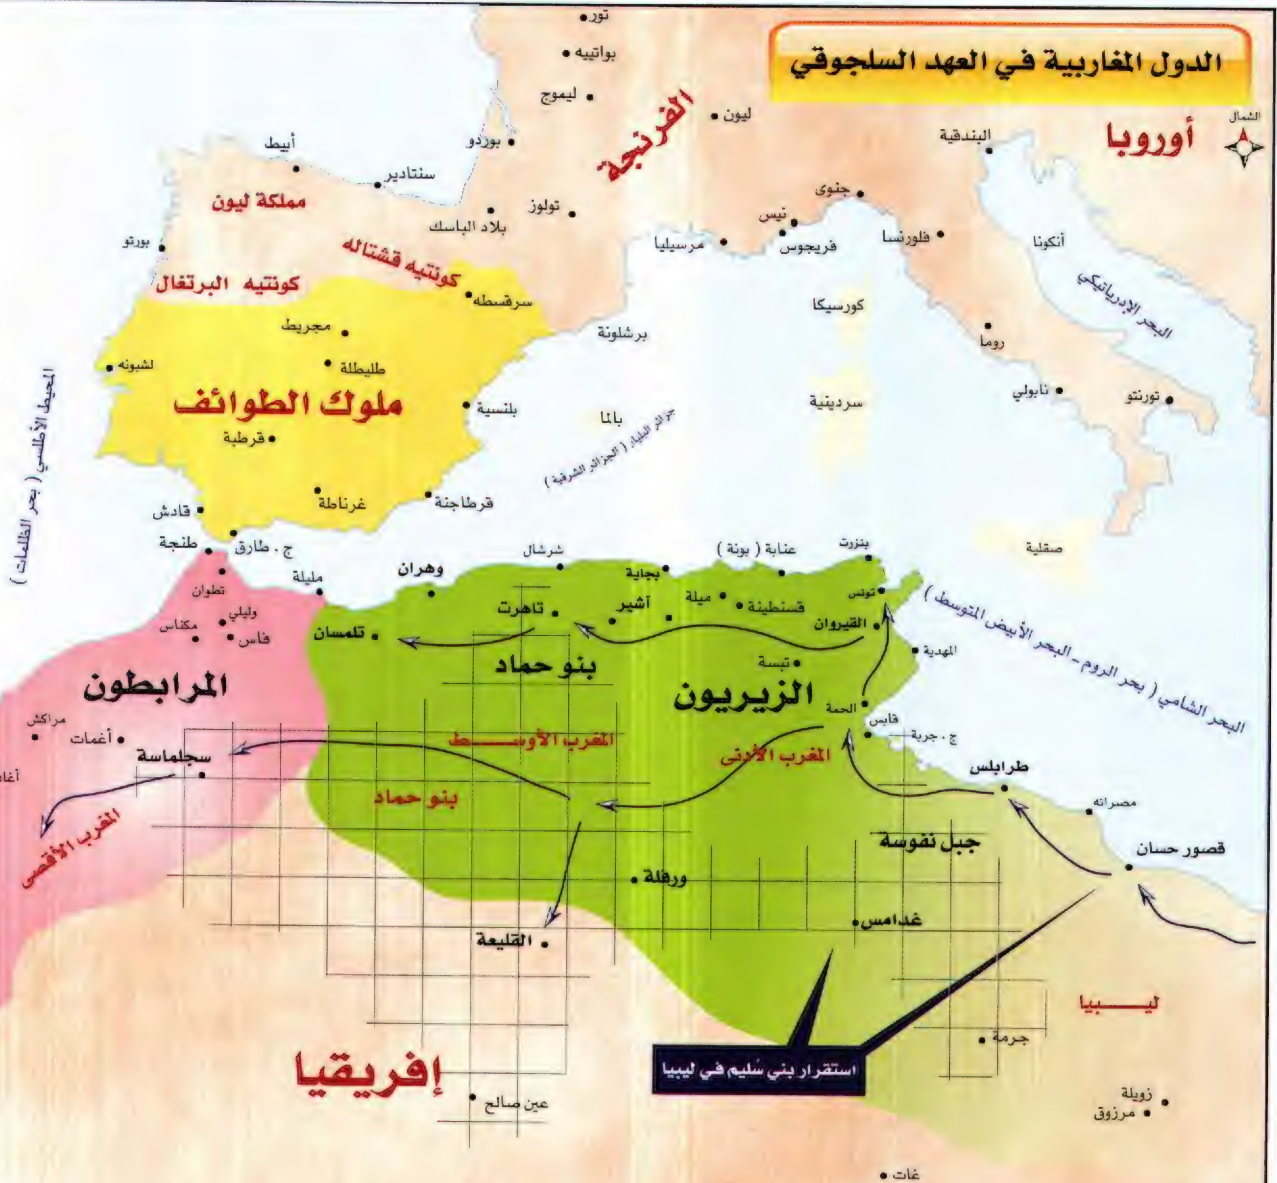 الدول المغاربية في العهد السلجوقي
الشمال
أوروبا
الفرنجة
تور
بواتييه
ليموج
ليون
بوردو
البندقية
أبيط
سنتادير
مملكة ليون
تولوز
بلاد الباسك
جنوى
نيس
فريجوس
مرسيليا
فلورنسا
أنكونا
بورتو
كونتيه قشتاله
كونتيه البرتغال
سرقسطه
البحر الإدرياتيكي
كورسيكا
برشلونة
مجريط
روما
لشبونه
طليطلة
ملوك الطوائف
بلنسية
بالما
سردينية
نابولي
تورنتو
قرطبة
جزائر البليار (الجزائر الشرقية)
المحيط الأطلسي (بحر الظلمات)
غرناطة
قرطاجنة
قادش
ج. طارق
طنجة
صقلية
تطوان
مليلة
وهران
شرشال
بجاية
عنابة (بونة)
بنزرت
تونس
وليلي
مكناس
فاس
تلمسان
تاهرت
آشير
ميلة
قسنطينة
القيروان
المهدية
البحر الشامي (بحر الروم - البحر الأبيض المتوسط)
المرابطون
بنو حماد
تبسة
الزيريون
الحمة
قابس
ج. جربة
مراكش
أغمات
سجلماسة
المغرب الأوسط
المغرب الأدنى
طرابلس
مصراته
بنو حماد
المغرب الأقصى
جبل نفوسة
قصور حسان
ورقلة
غدامس
القليعة
ليبيا
جرمة
استقرار بني سُليم في ليبيا
إفريقيا
عين صالح
زويلة
مرزوق
غات